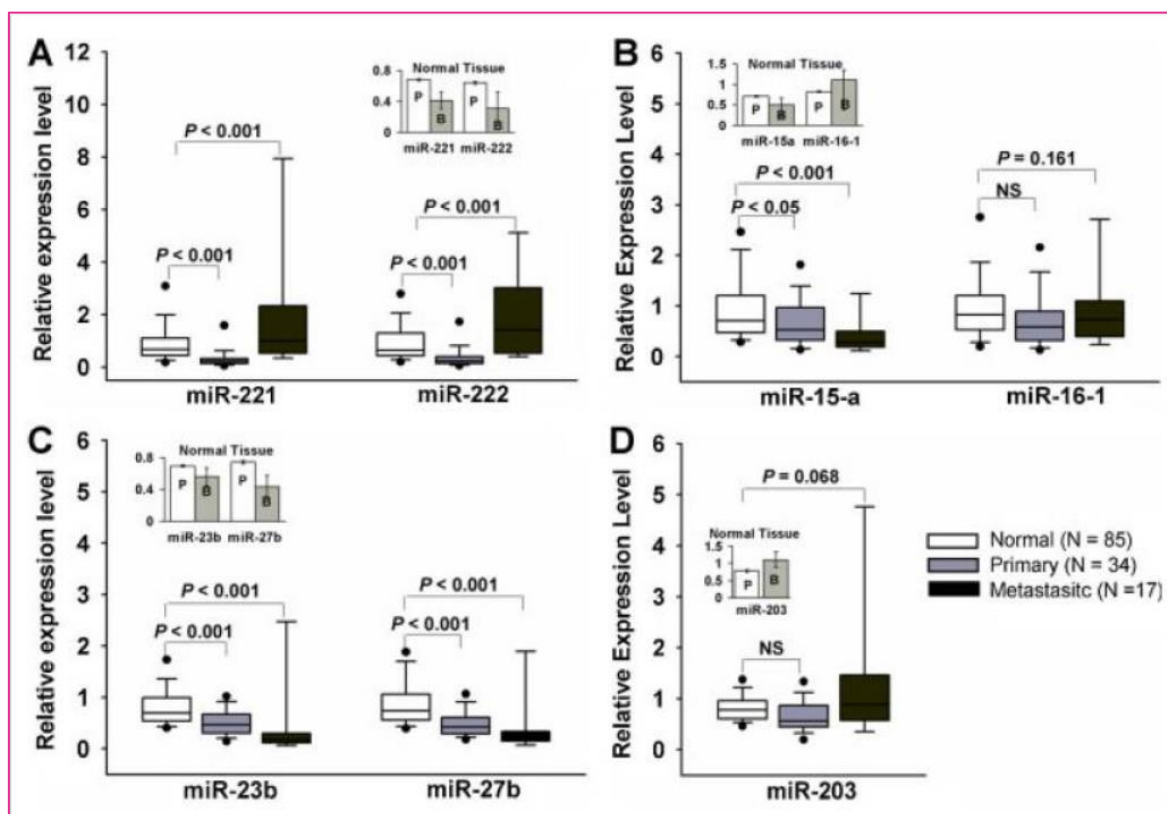 A
Relative expression level
12
10
8
6
4
2
0
Normal Tissue
0.8
0.4
0
P
B
P
B
miR-221 miR-222
P < 0.001
P < 0.001
P < 0.001
P < 0.001
miR-221 miR-222
B
Relative Expression Level
6
5
4
3
2
1
0
Normal Tissue
1.5
1
0.5
0
P
B
P
B
miR-15a miR-16-1
P < 0.001
P < 0.05
P = 0.161
NS
miR-15-a miR-16-1
C
Relative expression level
6
5
4
3
2
1
0
Normal Tissue
0.8
0.4
0
P
B
P
B
miR-23b miR-27b
P < 0.001
P < 0.001
P < 0.001
P < 0.001
miR-23b miR-27b
D
Relative Expression Level
6
5
4
3
2
1
0
P = 0.068
Normal Tissue
1.5
1
0.5
0
P
B
miR-203
NS
miR-203
Normal (N = 85)
Primary (N = 34)
Metastasitc (N =17)